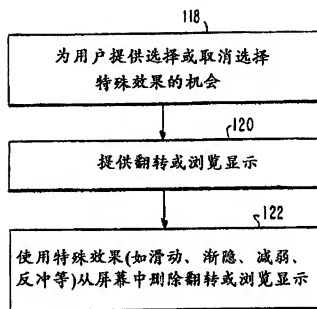 118
为用户提供选择或取消选择
特殊效果的机会
120
提供翻转或浏览显示
122
使用特殊效果(如滑动、渐隐、减弱、
反冲等)从屏幕中删除翻转或浏览显示